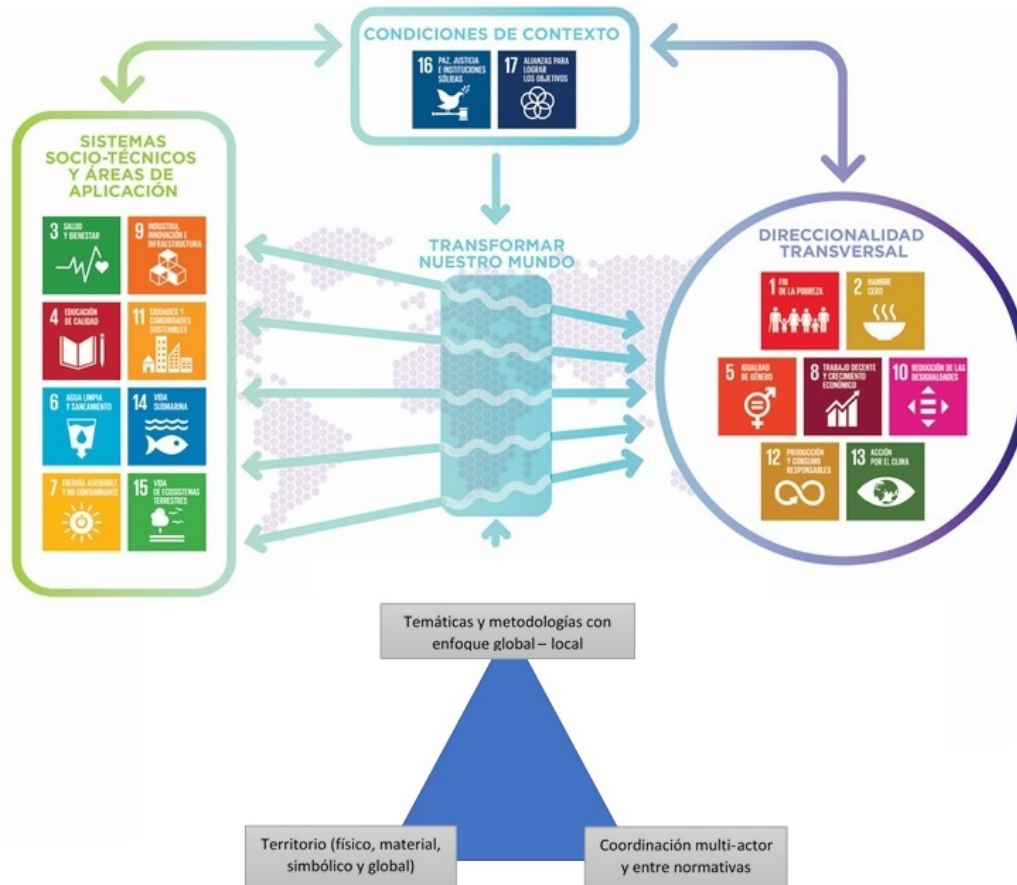 CONDICIONES DE CONTEXTO
16 PAZ, JUSTICIA
E INSTITUCIONES
SÓLIDAS
17 ALIANZAS PARA
LOGRAR
LOS OBJETIVOS
SISTEMAS
SOCIO-TÉCNICOS
Y ÁREAS DE
APLICACIÓN
3 SALUD
Y BIENESTAR
9 INDUSTRIA,
INNOVACIÓN E
INFRAESTRUCTURA
4 EDUCACIÓN
DE CALIDAD
11 CIUDADES Y
COMUNIDADES
SOSTENIBLES
6 AGUA LIMPIA
Y SANEAMIENTO
14 VIDA
SUBMARINA
7 ENERGÍA ASEQUIBLE
Y NO CONTAMINANTE
15 VIDA
DE ECOSISTEMAS
TERRESTRES
TRANSFORMAR
NUESTRO MUNDO
DIRECCIONALIDAD
TRANSVERSAL
1 FIN
DE LA POBREZA
2 HAMBRE
CERO
5 IGUALDAD
DE GÉNERO
8 TRABAJO DECENTE
Y CRECIMIENTO
ECONÓMICO
10 REDUCCIÓN DE LAS
DESIGUALDADES
12 PRODUCCIÓN
Y CONSUMO
RESPONSABLES
13 ACCIÓN
POR EL CLIMA
Temáticas y metodologías con
enfoque global – local
Territorio (físico, material,
simbólico y global)
Coordinación multi-actor
y entre normativas